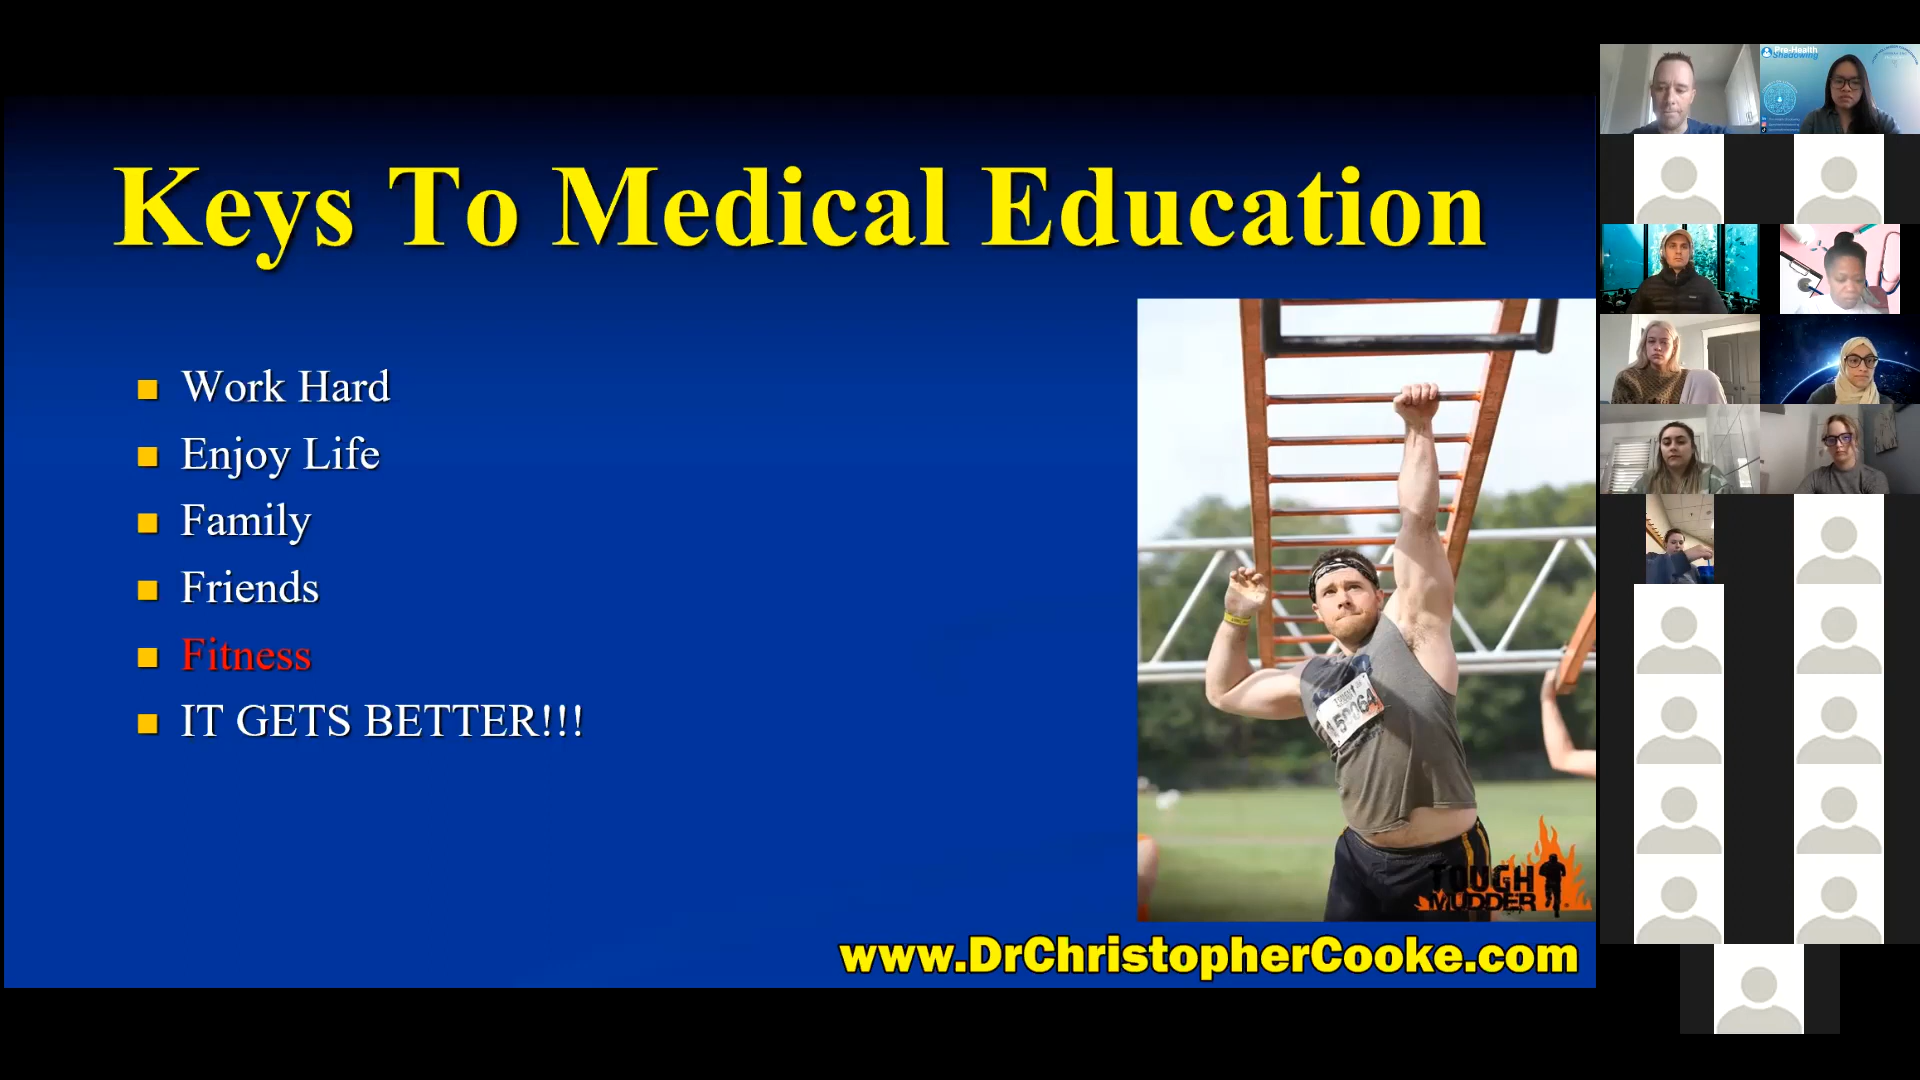 Keys To Medical Education
Work Hard
Enjoy Life
Family
Friends
Fitness
IT GETS BETTER!!!
TOUGH
MUDDER
www.DrChristopherCooke.com
Pre-Health
Shadowing